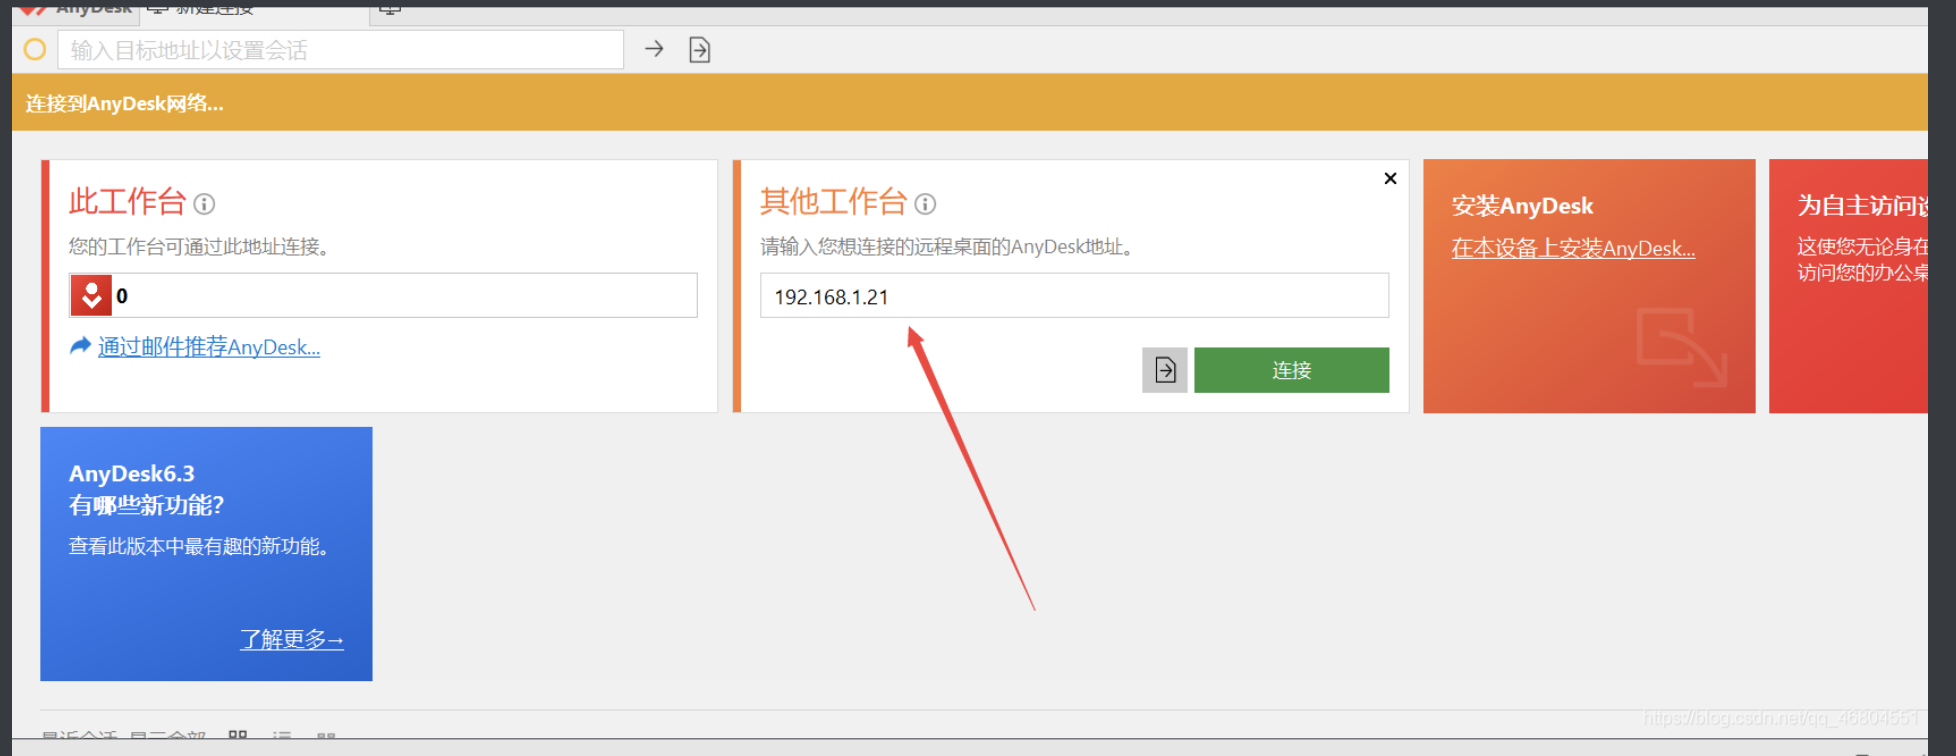 AnyDesk
新建连接
输入目标地址以设置会话
连接到AnyDesk网络...
此工作台
您的工作台可通过此地址连接。
0
通过邮件推荐AnyDesk...
其他工作台
请输入您想连接的远程桌面的AnyDesk地址。
192.168.1.21
连接
安装AnyDesk
在本设备上安装AnyDesk...
为自主访问设
这使您无论身在
访问您的办公桌
AnyDesk6.3
有哪些新功能?
查看此版本中最有趣的新功能。
了解更多→
最近会话 显示全部
https://blog.csdn.net/qq_46804551